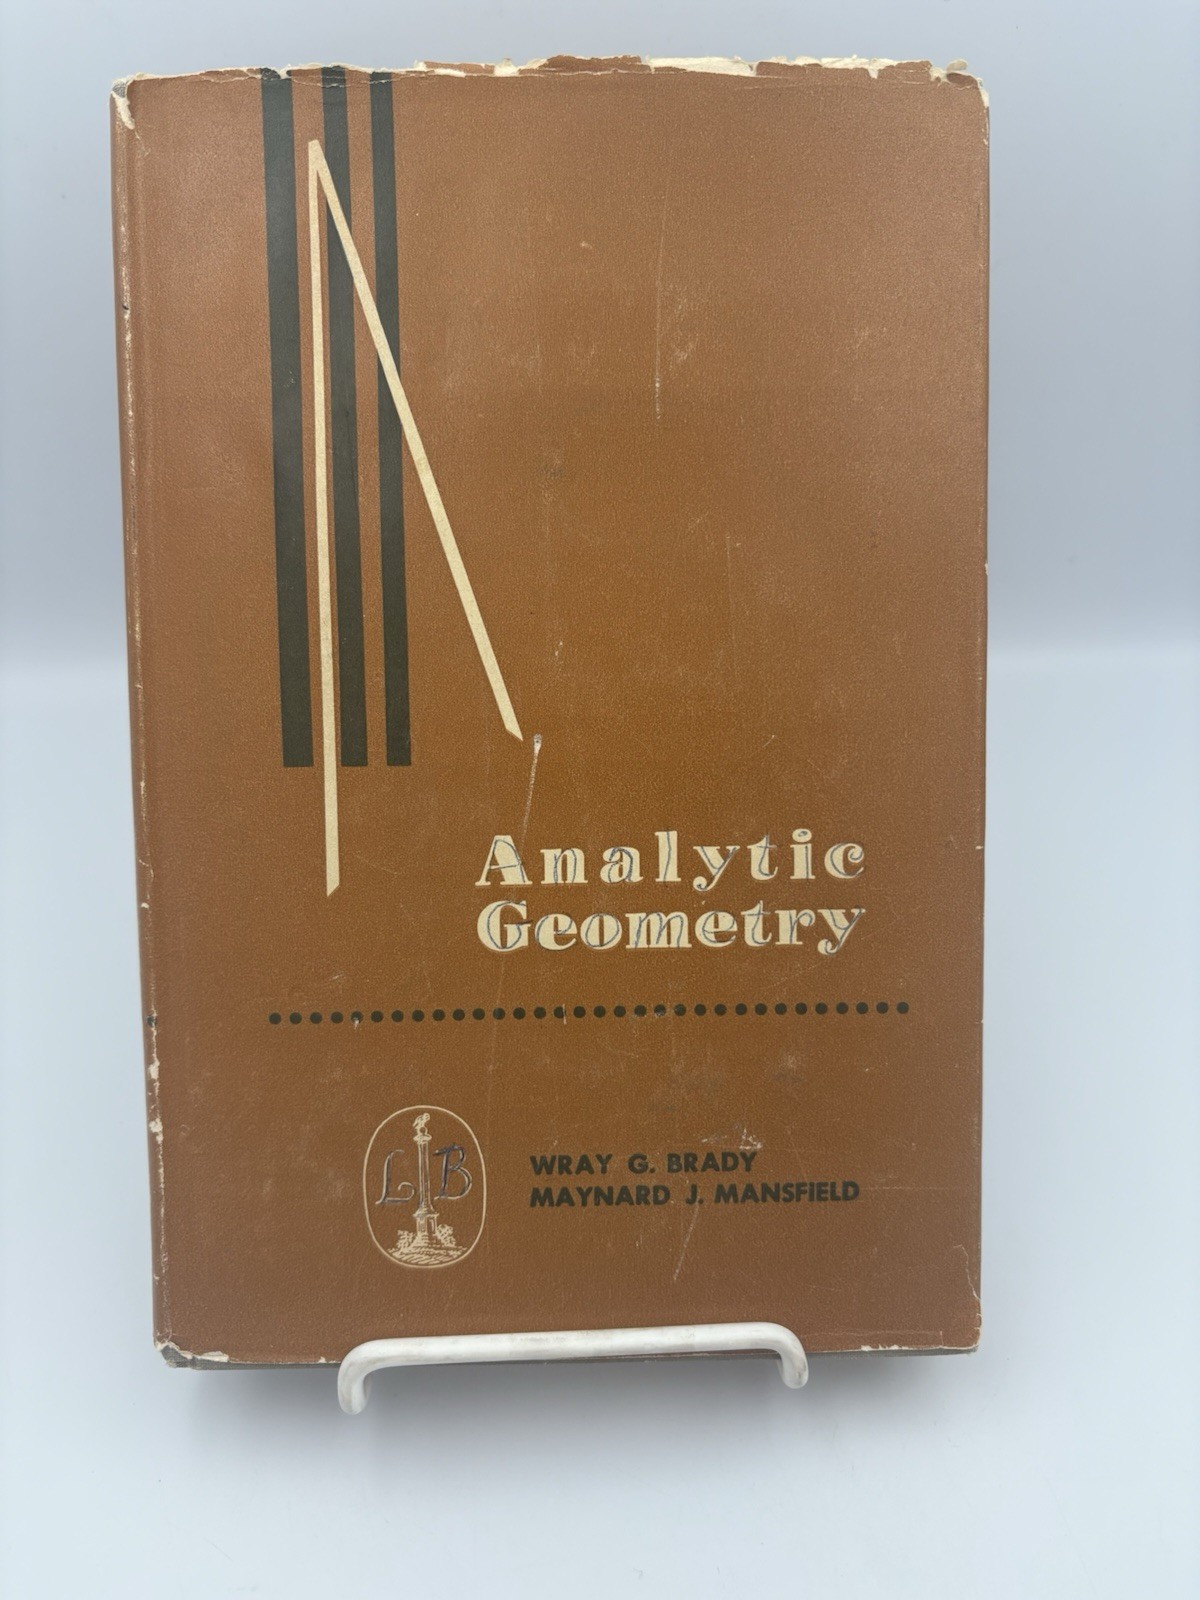 Analytic
Geometry
L B
WRAY G. BRADY
MAYNARD J. MANSFIELD